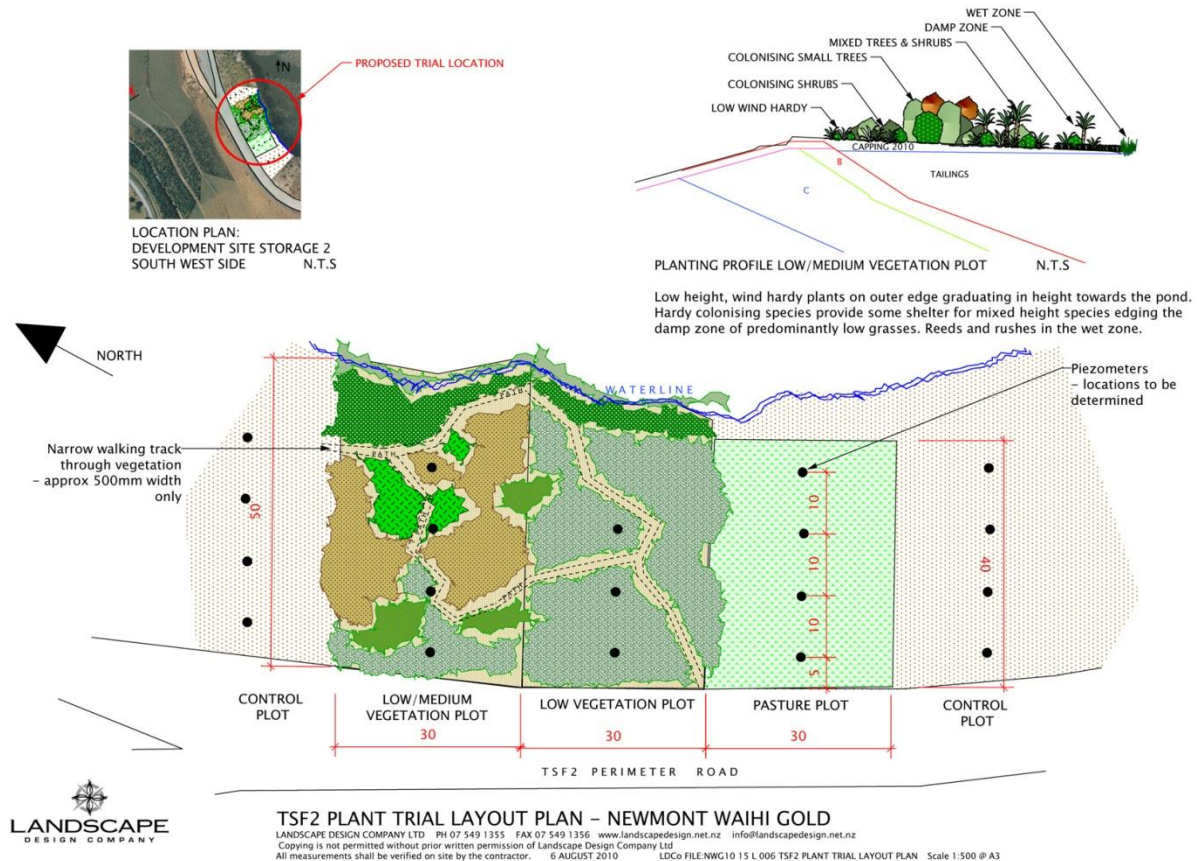 N
PROPOSED TRIAL LOCATION
LOCATION PLAN:
DEVELOPMENT SITE STORAGE 2
SOUTH WEST SIDE N.T.S
WET ZONE
DAMP ZONE
MIXED TREES & SHRUBS
COLONISING SMALL TREES
COLONISING SHRUBS
LOW WIND HARDY
CAPPING 2010
B
TAILINGS
C
PLANTING PROFILE LOW/MEDIUM VEGETATION PLOT N.T.S
Low height, wind hardy plants on outer edge graduating in height towards the pond.
Hardy colonising species provide some shelter for mixed height species edging the
damp zone of predominantly low grasses. Reeds and rushes in the wet zone.
NORTH
WATERLINE
PATH
Piezometers
- locations to be
determined
Narrow walking track
through vegetation
- approx 500mm width
only
PATH
PATH
50
10
10
10
5
40
CONTROL
PLOT
LOW/MEDIUM
VEGETATION PLOT
LOW VEGETATION PLOT
PASTURE PLOT
CONTROL
PLOT
30
30
30
TSF2 PERIMETER ROAD
LANDSCAPE
DESIGN COMPANY
TSF2 PLANT TRIAL LAYOUT PLAN - NEWMONT WAIHI GOLD
LANDSCAPE DESIGN COMPANY LTD PH 07 549 1355 FAX 07 549 1356 www.landscapedesign.net.nz info@landscapedesign.net.nz
Copying is not permitted without prior written permission of Landscape Design Company Ltd
All measurements shall be verified on site by the contractor. 6 AUGUST 2010 LDCo FILE:NWG10 15 L 006 TSF2 PLANT TRIAL LAYOUT PLAN Scale 1:500 @ A3